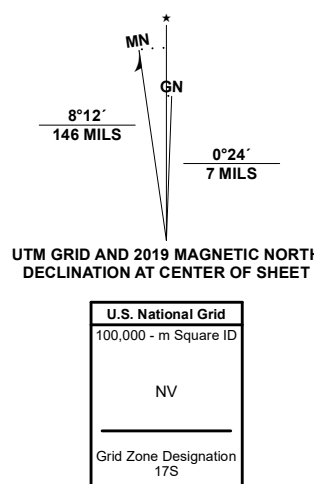 ★
MN
GN
8°12´
146 MILS
0°24´
7 MILS
UTM GRID AND 2019 MAGNETIC NORTH
DECLINATION AT CENTER OF SHEET
U.S. National Grid
100,000 - m Square ID
NV
Grid Zone Designation
17S